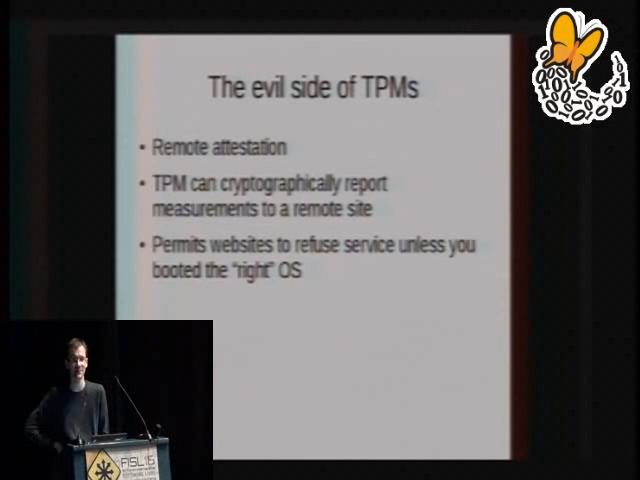 The evil side of TPMs
• Remote attestation
• TPM can cryptographically report
measurements to a remote site
• Permits websites to refuse service unless you
booted the “right” OS
FISL15